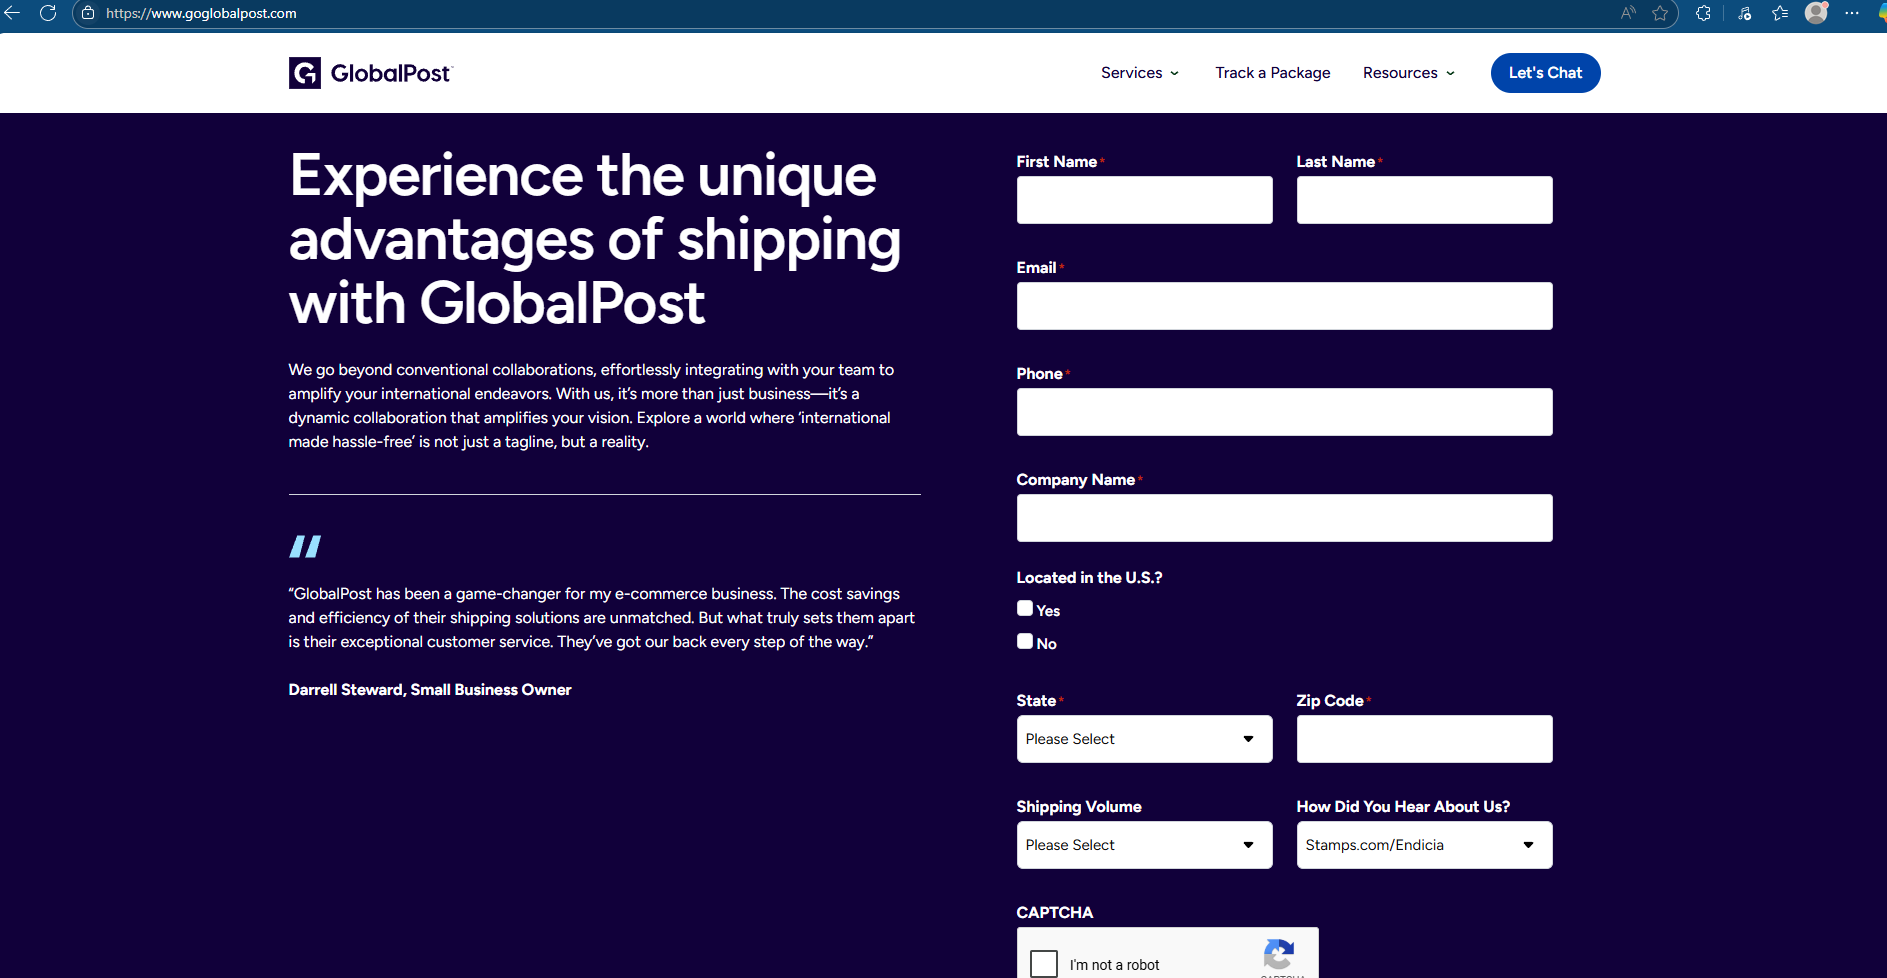 https://www.goglobalpost.com
GlobalPost
Services
Track a Package
Resources
Let's Chat
Experience the unique
advantages of shipping
with GlobalPost
We go beyond conventional collaborations, effortlessly integrating with your team to
amplify your international endeavors. With us, it’s more than just business—it’s a
dynamic collaboration that amplifies your vision. Explore a world where ‘international
made hassle-free’ is not just a tagline, but a reality.
“GlobalPost has been a game-changer for my e-commerce business. The cost savings
and efficiency of their shipping solutions are unmatched. But what truly sets them apart
is their exceptional customer service. They’ve got our back every step of the way.”
Darrell Steward, Small Business Owner
First Name*
Last Name*
Email*
Phone*
Company Name*
Located in the U.S.?
Yes
No
State*
Zip Code*
Please Select
Shipping Volume
How Did You Hear About Us?
Please Select
Stamps.com/Endicia
CAPTCHA
I'm not a robot